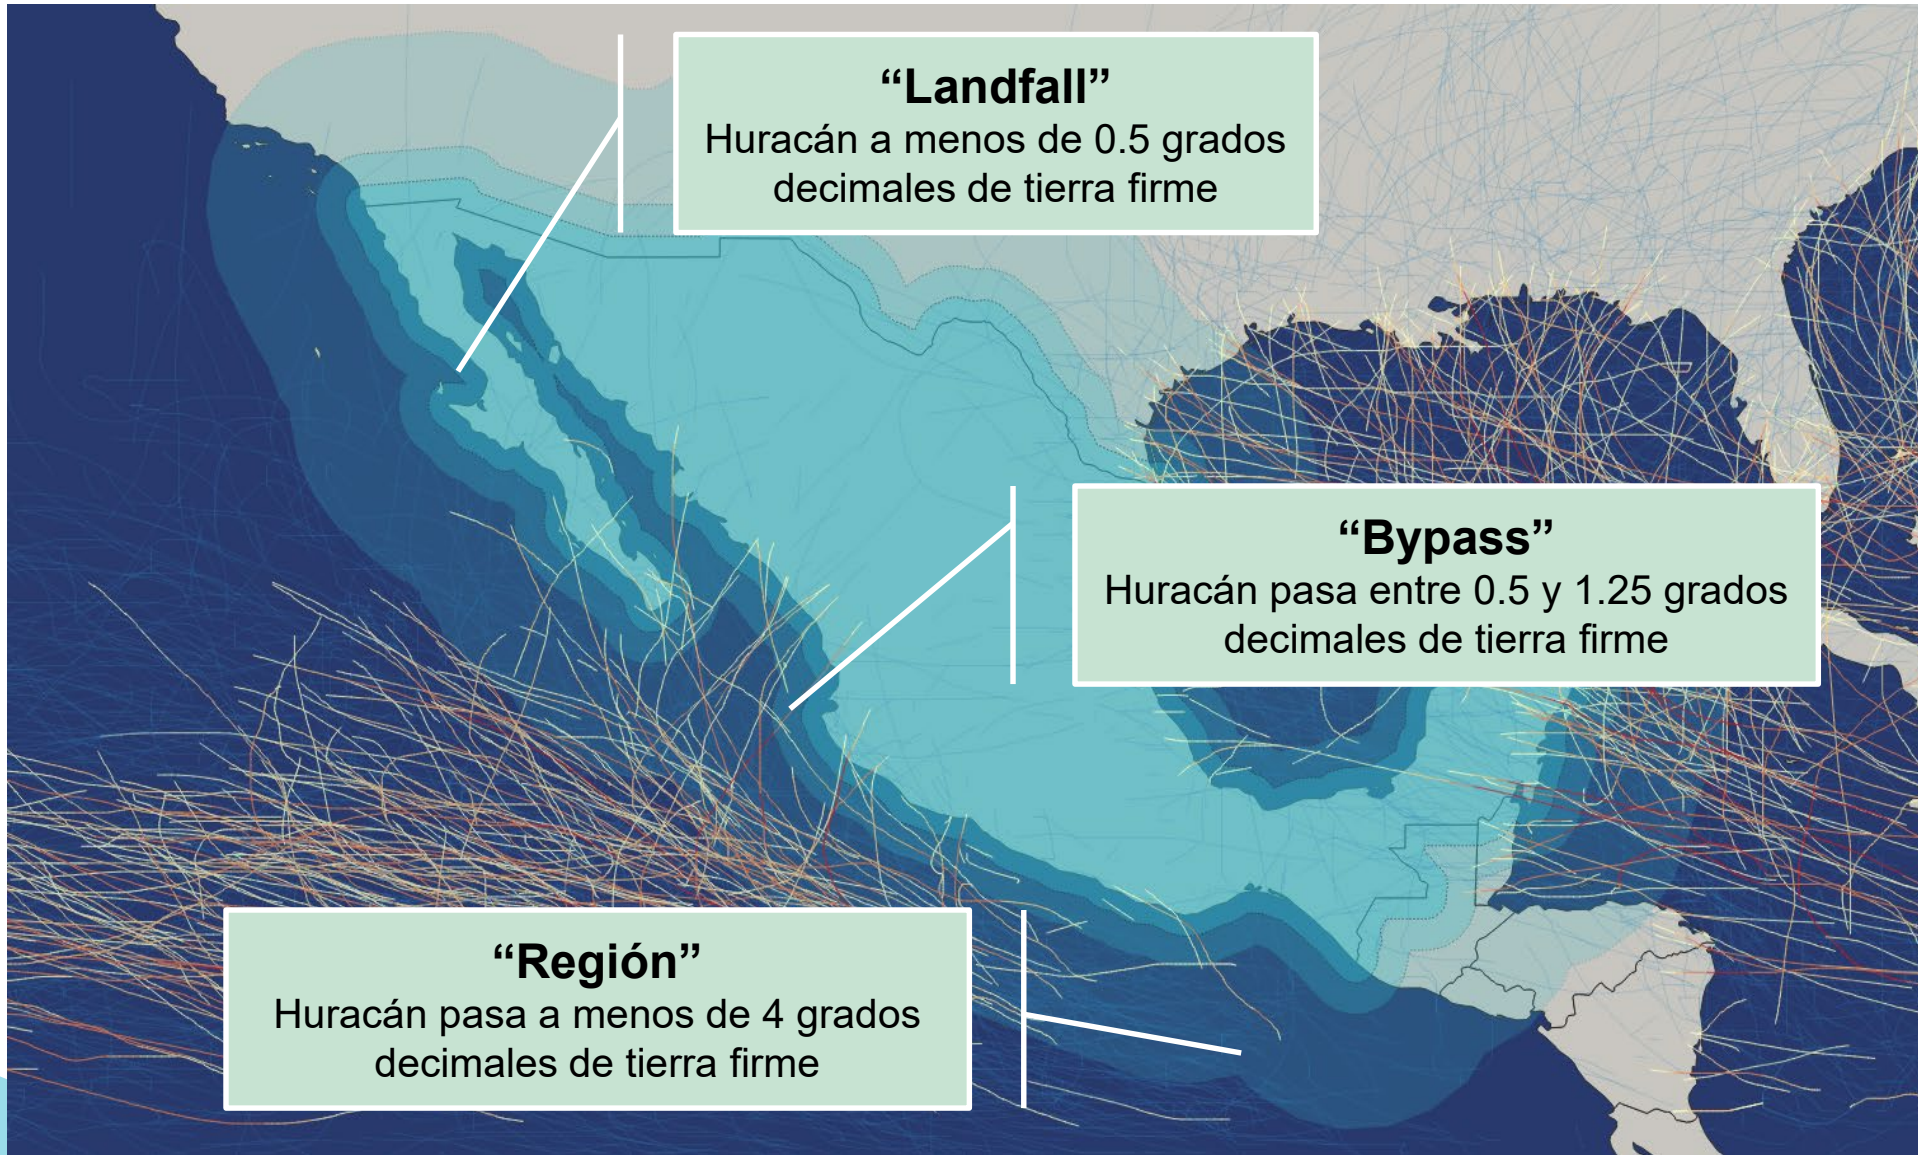 “Landfall”
Huracán a menos de 0.5 grados
decimales de tierra firme
“Bypass”
Huracán pasa entre 0.5 y 1.25 grados
decimales de tierra firme
“Región”
Huracán pasa a menos de 4 grados
decimales de tierra firme